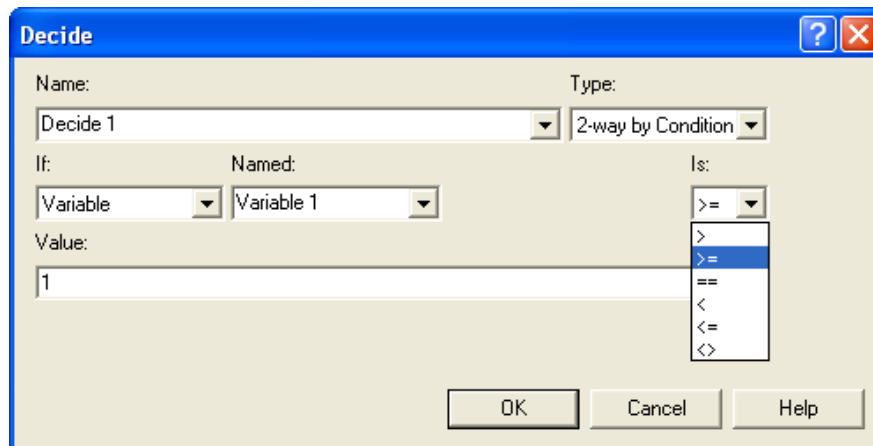 Decide
Name: Type:
Decide 1 2-way by Condition
If: Named: Is:
Variable Variable 1 >=
Value:
1
>
>=
==
<
<=
<>
OK Cancel Help